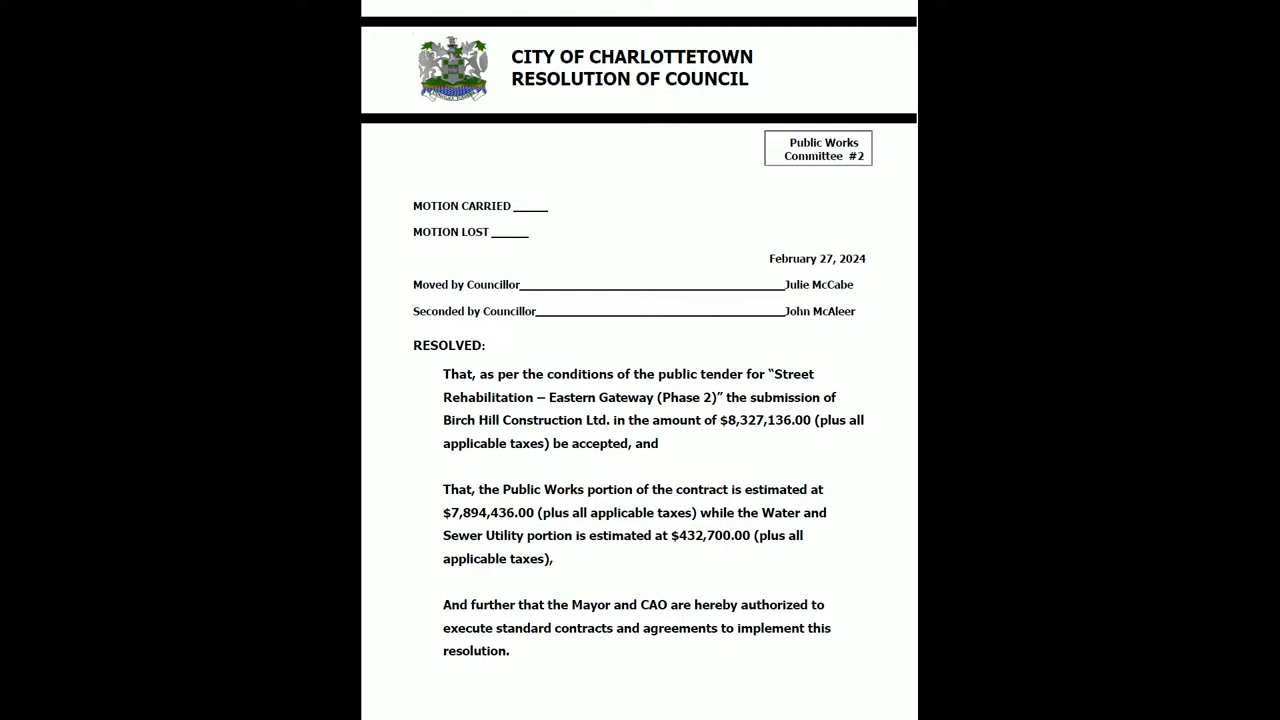 CITY OF CHARLOTTETOWN
RESOLUTION OF COUNCIL
Public Works
Committee #2
MOTION CARRIED ______
MOTION LOST ______
February 27, 2024
Moved by Councillor____________________________________________Julie McCabe
Seconded by Councillor_________________________________________John McAleer
RESOLVED:
That, as per the conditions of the public tender for “Street
Rehabilitation – Eastern Gateway (Phase 2)” the submission of
Birch Hill Construction Ltd. in the amount of $8,327,136.00 (plus all
applicable taxes) be accepted, and
That, the Public Works portion of the contract is estimated at
$7,894,436.00 (plus all applicable taxes) while the Water and
Sewer Utility portion is estimated at $432,700.00 (plus all
applicable taxes),
And further that the Mayor and CAO are hereby authorized to
execute standard contracts and agreements to implement this
resolution.